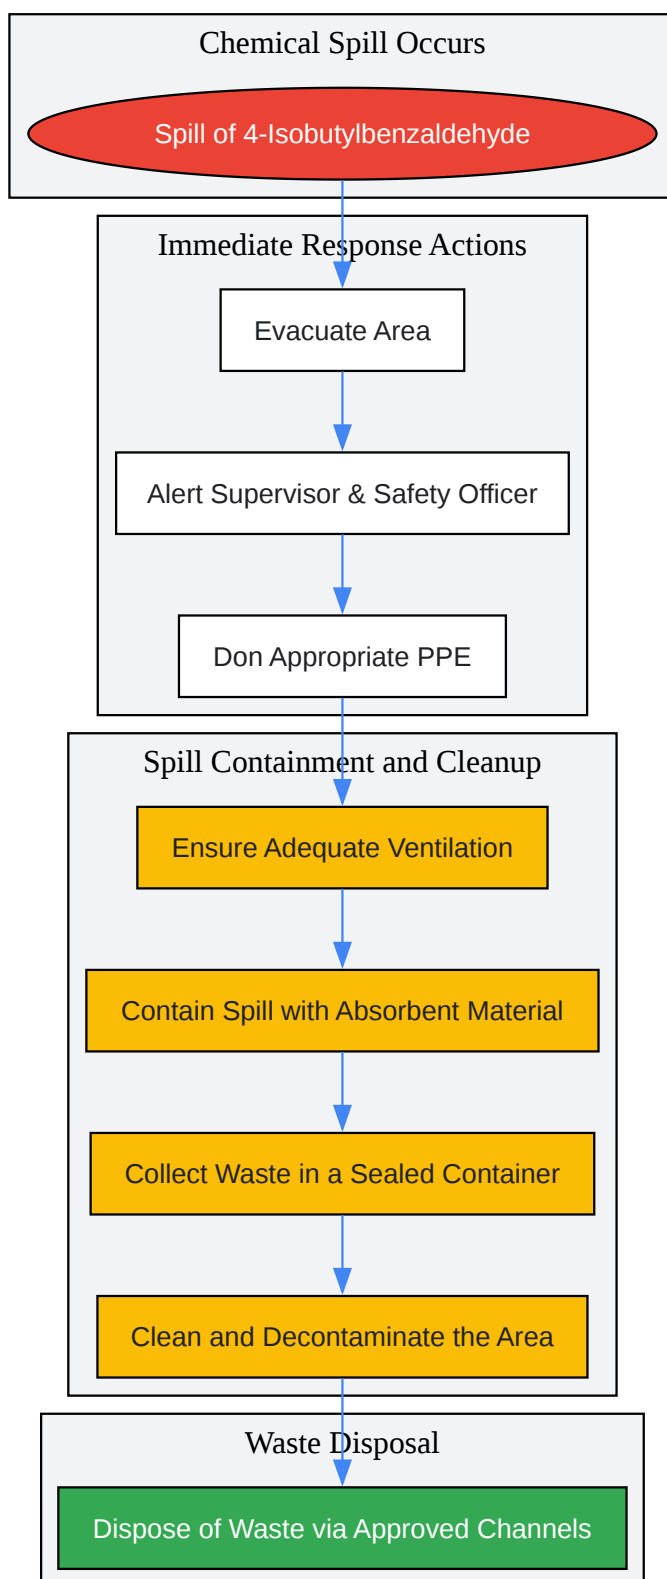 Chemical Spill Occurs
Spill of 4-Isobutylbenzaldehyde
Immediate Response Actions
Evacuate Area
Alert Supervisor & Safety Officer
Don Appropriate PPE
Spill Containment and Cleanup
Ensure Adequate Ventilation
Contain Spill with Absorbent Material
Collect Waste in a Sealed Container
Clean and Decontaminate the Area
Waste Disposal
Dispose of Waste via Approved Channels